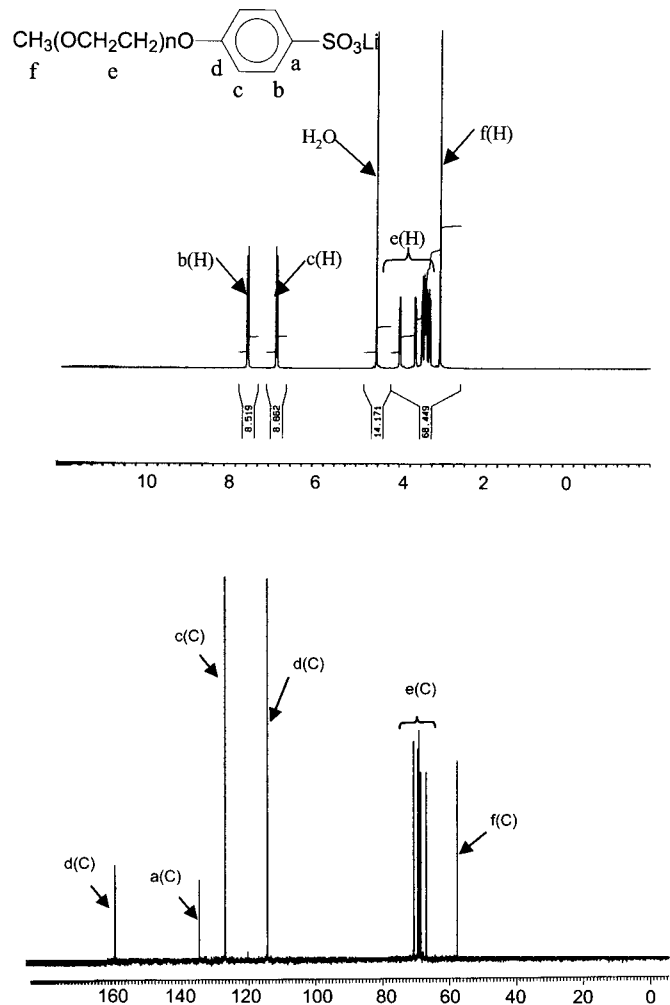 CH3(OCH2CH2)nO
SO3Li
f
e
d
a
c
b
H2O
f(H)
e(H)
b(H)
c(H)
8.519
8.662
14.171
68.449
10 8 6 4 2 0
c(C)
d(C)
e(C)
f(C)
d(C)
a(C)
160 140 120 100 80 60 40 20 0